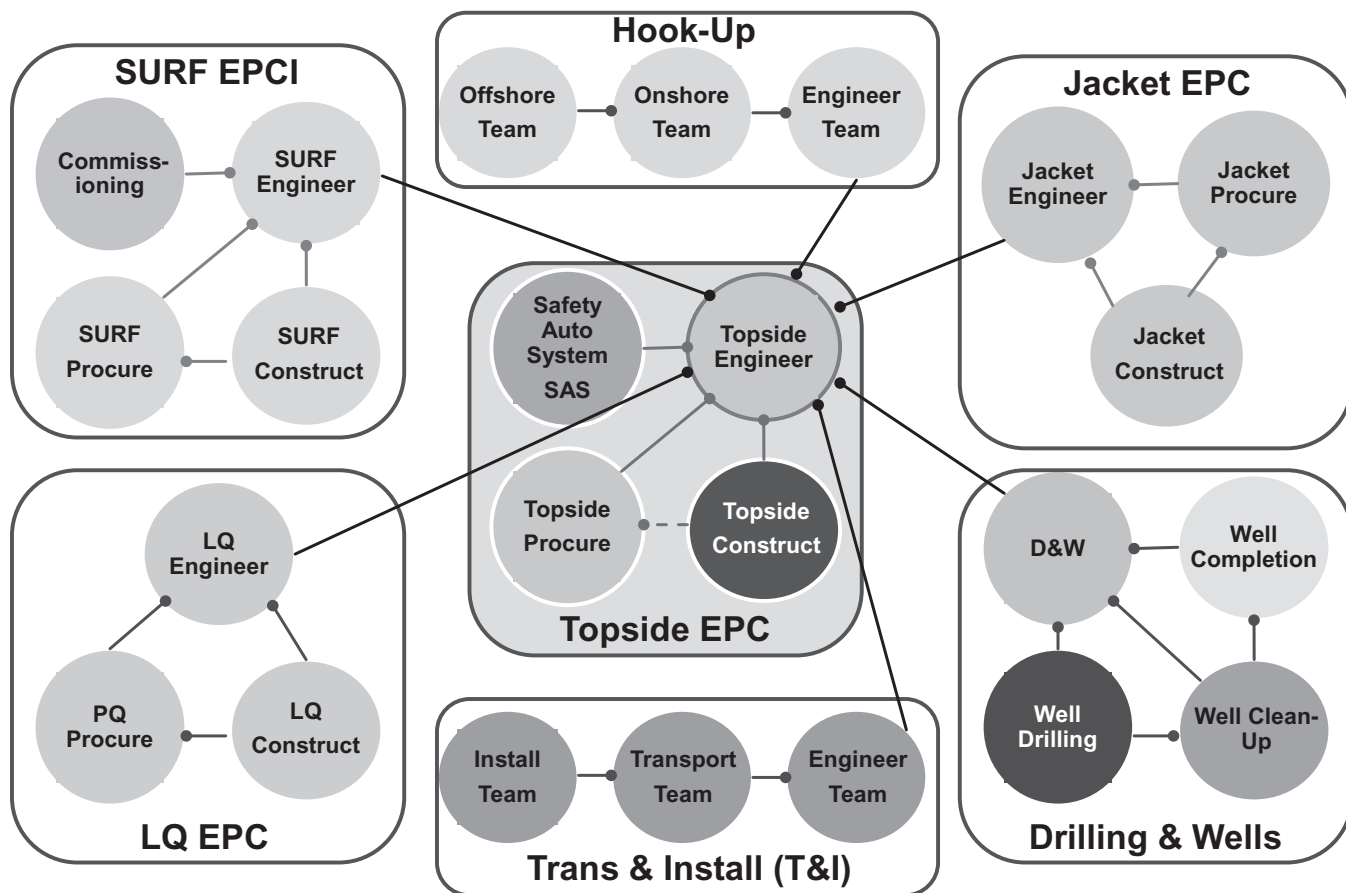 SURF EPCI
Commiss-
ioning
SURF
Engineer
SURF
Procure
SURF
Construct
Hook-Up
Offshore
Team
Onshore
Team
Engineer
Team
Jacket EPC
Jacket
Engineer
Jacket
Procure
Jacket
Construct
Safety
Auto
System
SAS
Topside
Engineer
Topside
Procure
Topside
Construct
Topside EPC
LQ
Engineer
PQ
Procure
LQ
Construct
LQ EPC
Install
Team
Transport
Team
Engineer
Team
Trans & Install (T&I)
D&W
Well
Completion
Well
Drilling
Well Clean-
Up
Drilling & Wells